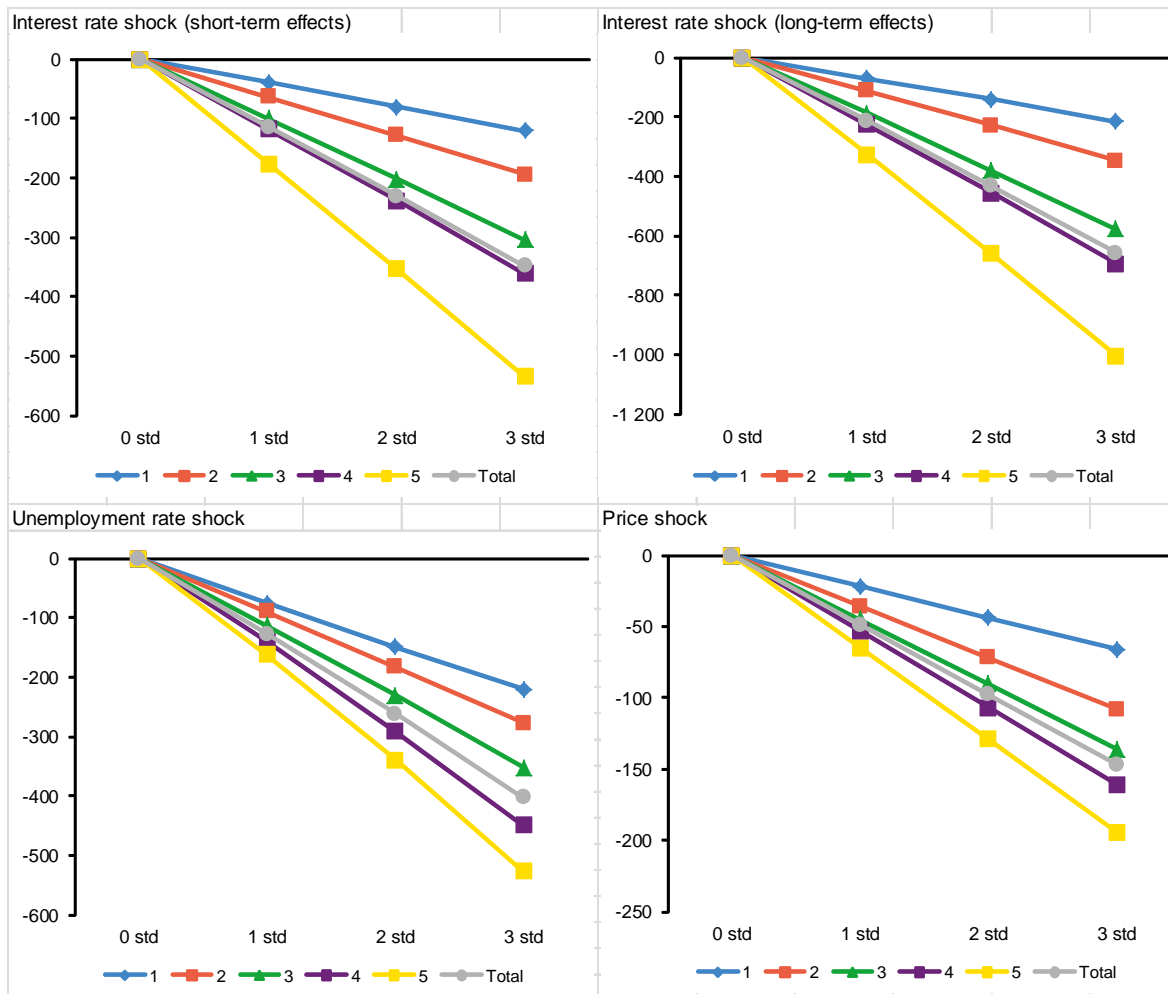 Interest rate shock (short-term effects)
0
-100
-200
-300
-400
-500
-600
0 std 1 std 2 std 3 std
1 2 3 4 5 Total
Interest rate shock (long-term effects)
0
-200
-400
-600
-800
-1 000
-1 200
0 std 1 std 2 std 3 std
1 2 3 4 5 Total
Unemployment rate shock
0
-100
-200
-300
-400
-500
-600
0 std 1 std 2 std 3 std
1 2 3 4 5 Total
Price shock
0
-50
-100
-150
-200
-250
0 std 1 std 2 std 3 std
1 2 3 4 5 Total